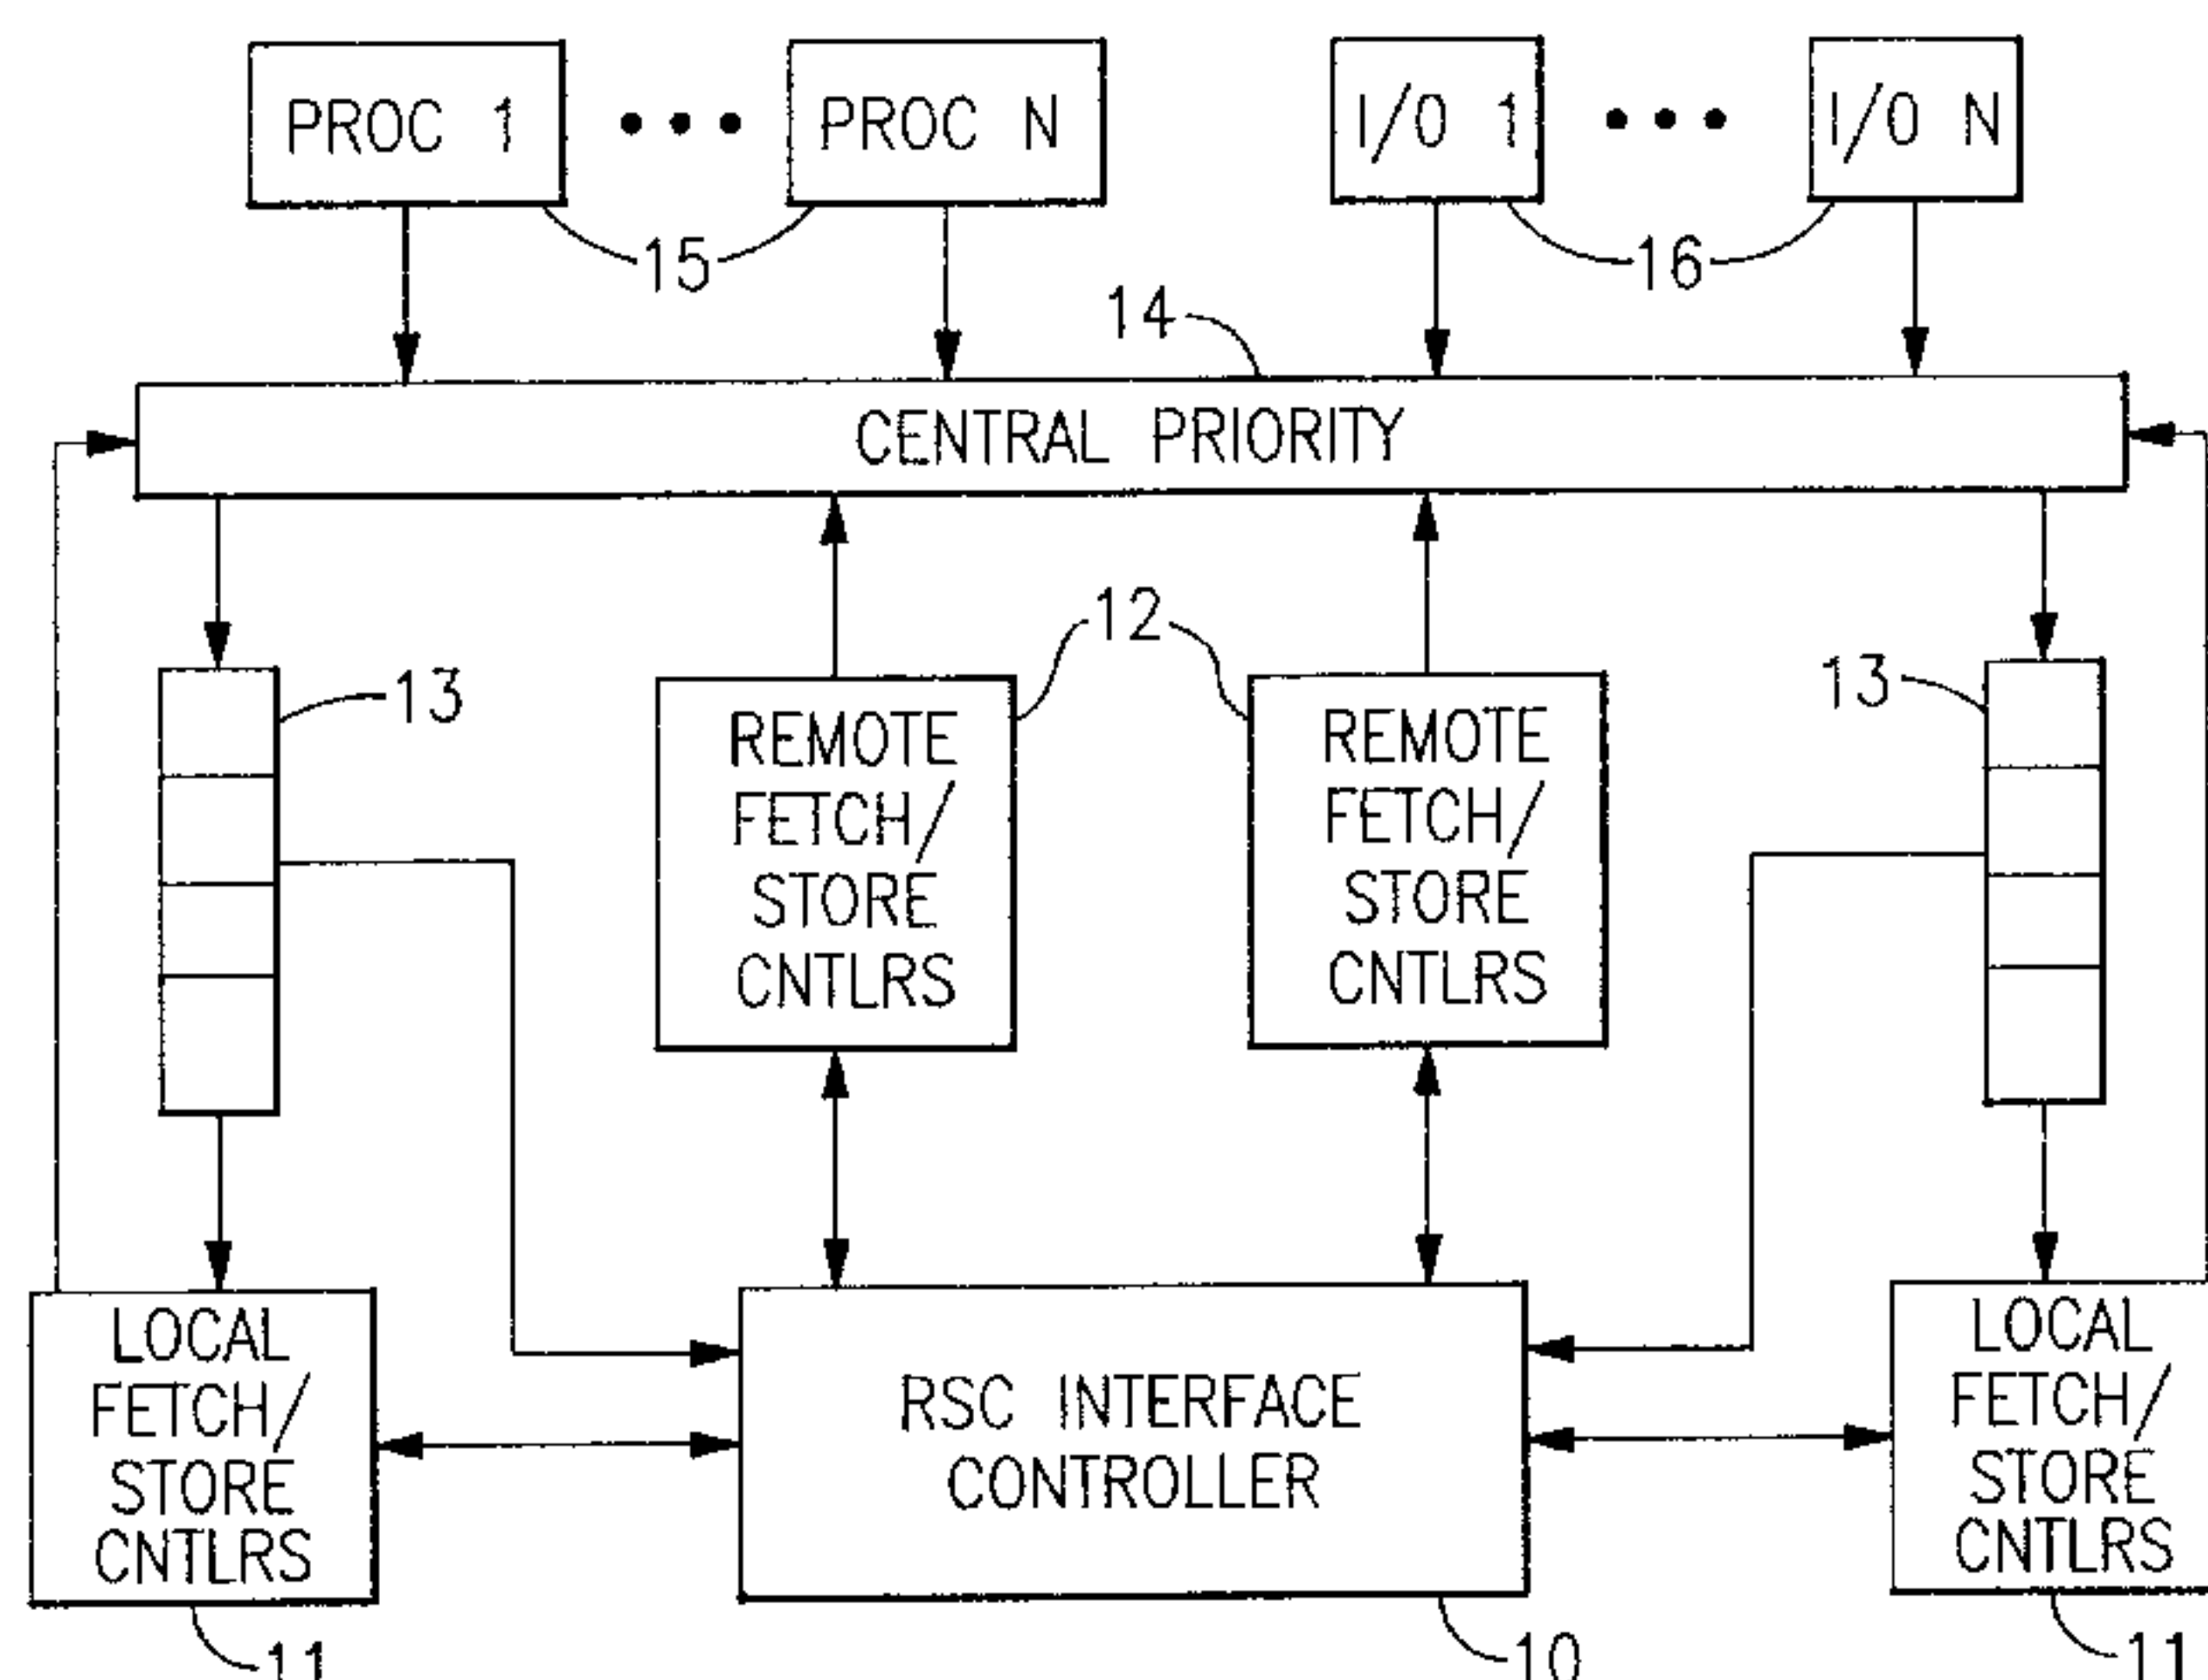 PROC 1
PROC N
I/O 1
I/O N
15
16
14
CENTRAL PRIORITY
12
13
13
REMOTE
FETCH/
STORE
CNTLRS
REMOTE
FETCH/
STORE
CNTLRS
LOCAL
FETCH/
STORE
CNTLRS
RSC INTERFACE
CONTROLLER
LOCAL
FETCH/
STORE
CNTLRS
11
10
11